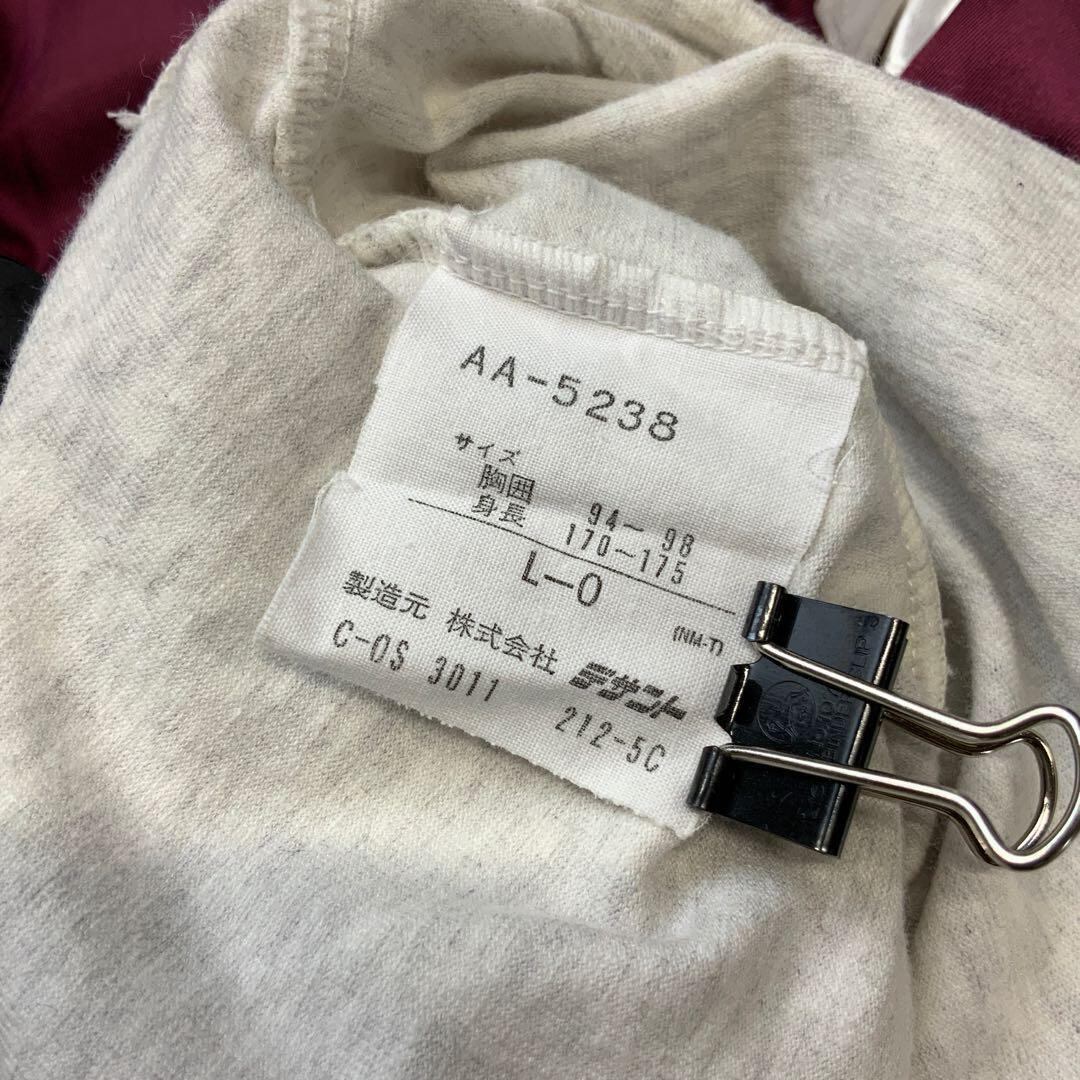 AA-5238
サイズ
胸囲 94～ 98
身長 170～175
L-O
(NM-T)
製造元 株式会社 デサント
C-OS 3011 212-5C